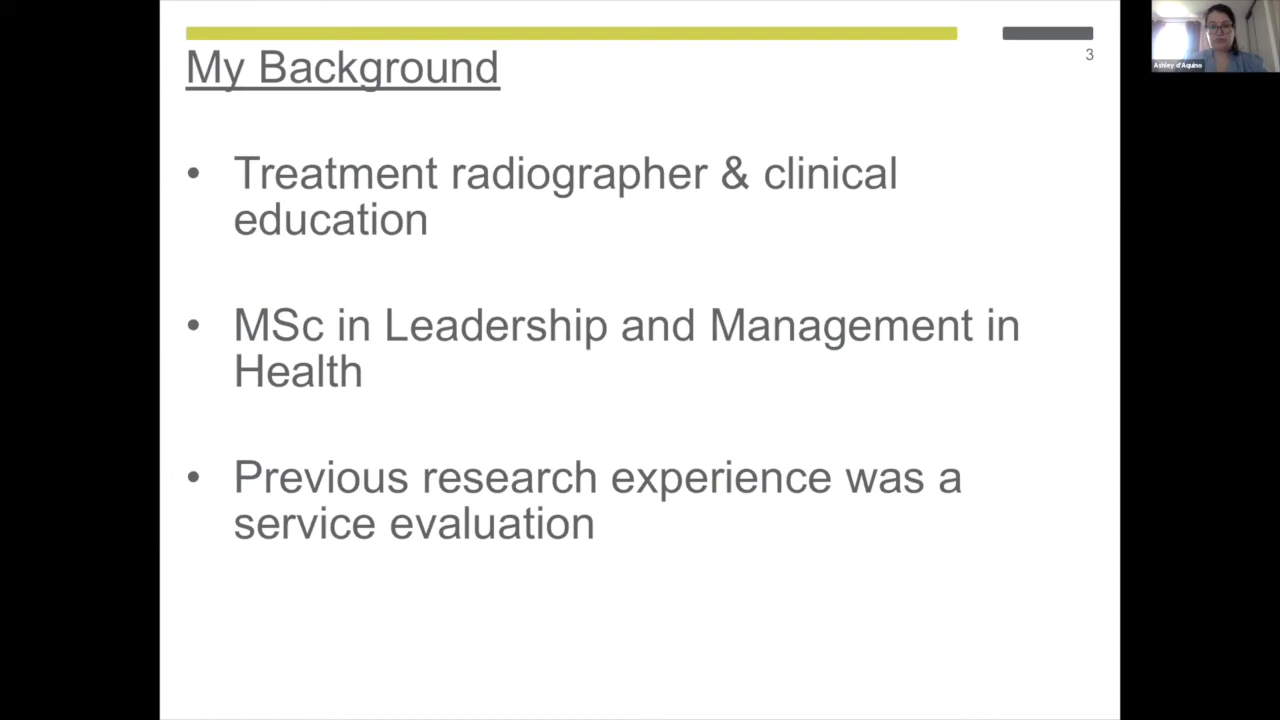 My Background
3
• Treatment radiographer & clinical
education
• MSc in Leadership and Management in
Health
• Previous research experience was a
service evaluation
Ashley d'Aquino